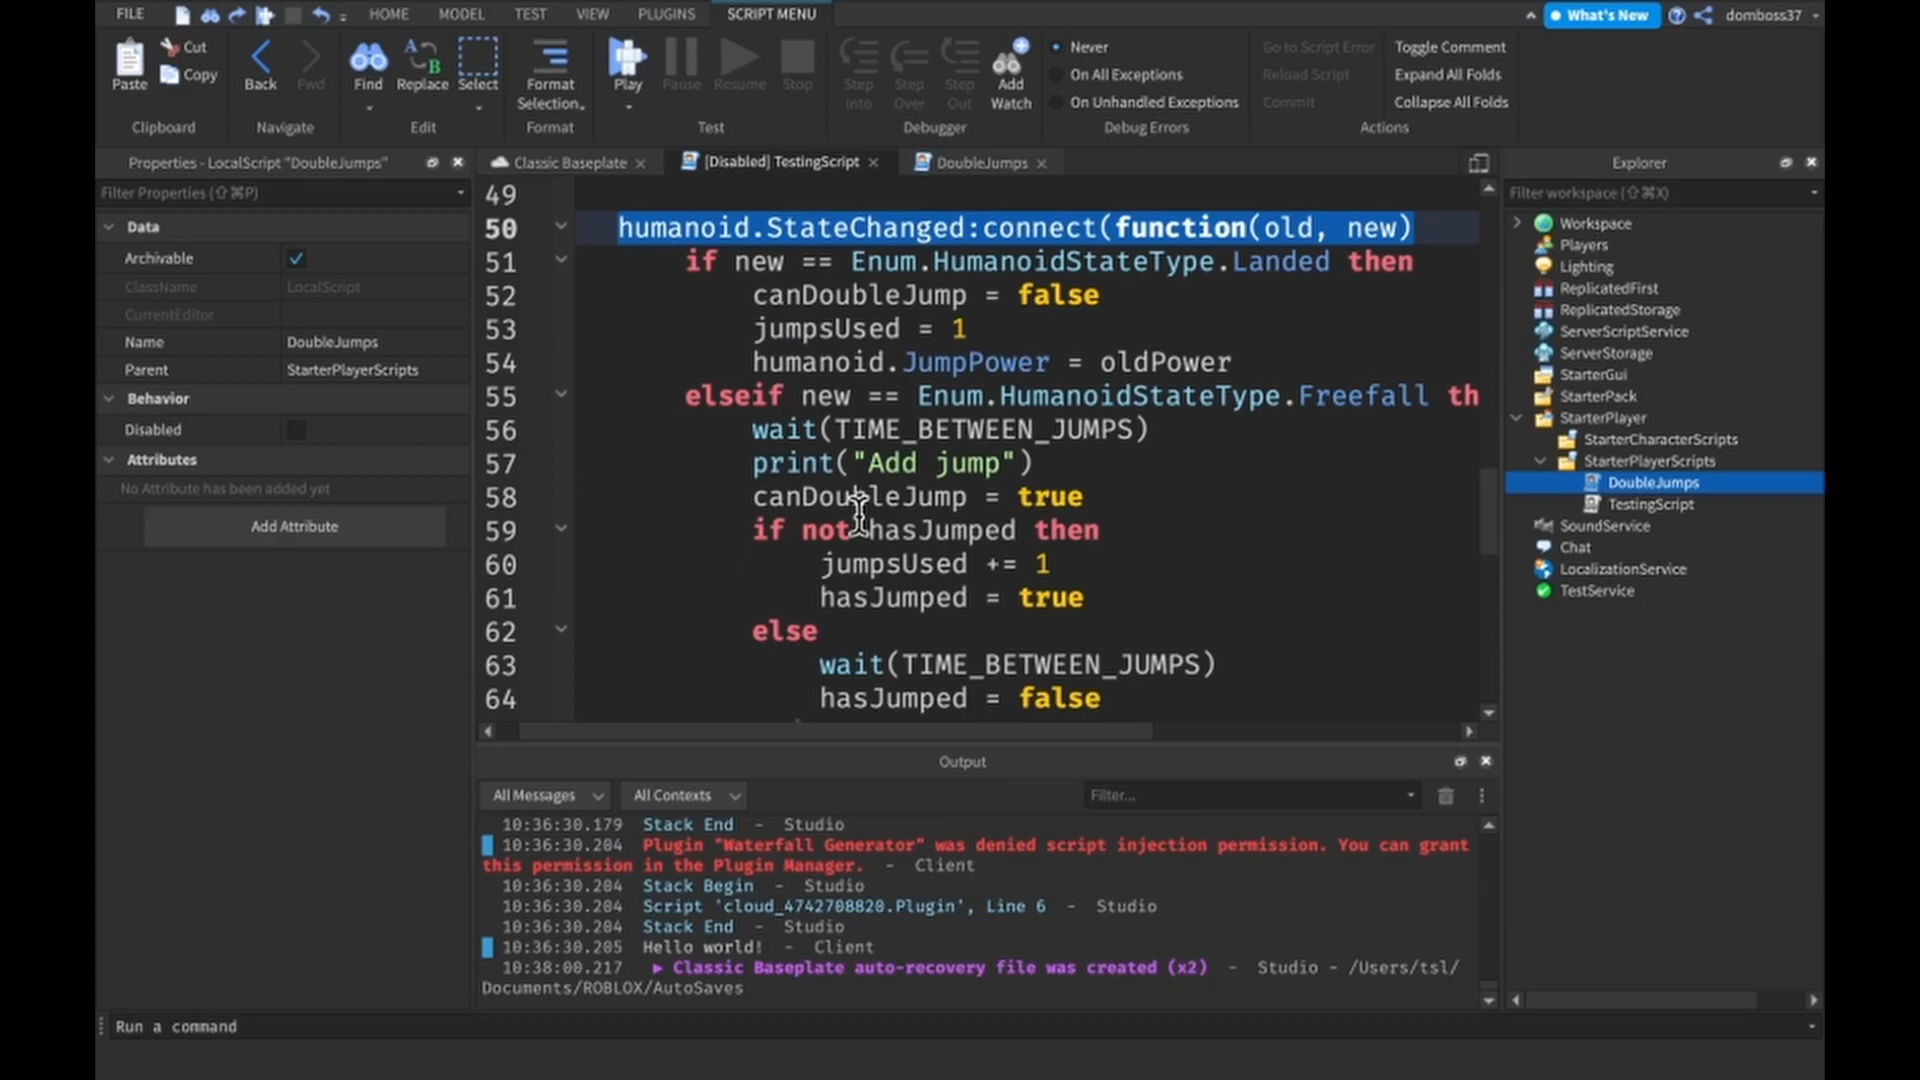 FILE HOME MODEL TEST VIEW PLUGINS SCRIPT MENU What's New domboss37
Paste Cut Copy Back Fwd Find Replace Select Format Selection Play Pause Resume Stop Step Into Step Over Step Out Add Watch
Never
On All Exceptions
On Unhandled Exceptions
Go to Script Error
Reload Script
Commit
Toggle Comment
Expand All Folds
Collapse All Folds
Clipboard Navigate Edit Format Test Debugger Debug Errors Actions
Properties - LocalScript "DoubleJumps"
Filter Properties (⇧⌘P)
Data
Archivable
ClassName LocalScript
CurrentEditor
Name DoubleJumps
Parent StarterPlayerScripts
Behavior
Disabled
Attributes
No Attribute has been added yet
Add Attribute
Classic Baseplate [Disabled] TestingScript DoubleJumps
49
50 humanoid.StateChanged:connect(function(old, new)
51 if new == Enum.HumanoidStateType.Landed then
52 canDoubleJump = false
53 jumpsUsed = 1
54 humanoid.JumpPower = oldPower
55 elseif new == Enum.HumanoidStateType.Freefall th
56 wait(TIME_BETWEEN_JUMPS)
57 print("Add jump")
58 canDoubleJump = true
59 if not hasJumped then
60 jumpsUsed += 1
61 hasJumped = true
62 else
63 wait(TIME_BETWEEN_JUMPS)
64 hasJumped = false
Output
All Messages All Contexts Filter...
10:36:30.179 Stack End - Studio
10:36:30.204 Plugin "Waterfall Generator" was denied script injection permission. You can grant
this permission in the Plugin Manager. - Client
10:36:30.204 Stack Begin - Studio
10:36:30.204 Script 'cloud_4742708820.Plugin', Line 6 - Studio
10:36:30.204 Stack End - Studio
10:36:30.205 Hello world! - Client
10:38:00.217 ▶ Classic Baseplate auto-recovery file was created (x2) - Studio - /Users/tsl/
Documents/ROBLOX/AutoSaves
Explorer
Filter workspace (⇧⌘X)
Workspace
Players
Lighting
ReplicatedFirst
ReplicatedStorage
ServerScriptService
ServerStorage
StarterGui
StarterPack
StarterPlayer
StarterCharacterScripts
StarterPlayerScripts
DoubleJumps
TestingScript
SoundService
Chat
LocalizationService
TestService
Run a command